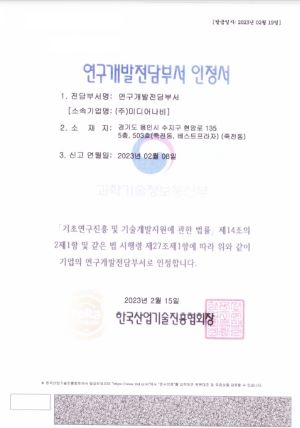 [발급일자: 2023년 02월 15일]
연구개발전담부서 인정서
1. 전담부서명: 연구개발전담부서
[소속기업명: (주)미디어나비]
2. 소 재 지: 경기도 용인시 수지구 현암로 135
5층, 503호(죽전동, 베스트프라자) (죽전동)
3. 신고 연월일: 2023년 02월 08일
과학기술정보통신부
「기초연구진흥 및 기술개발지원에 관한 법률」 제14조의
2제1항 및 같은 법 시행령 제27조제1항에 따라 위와 같이
기업의 연구개발전담부서로 인정합니다.
2023년 2월 15일
한국산업기술진흥협회장